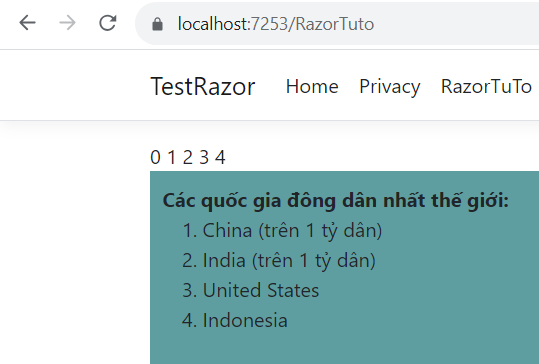 localhost:7253/RazorTuto
TestRazor Home Privacy RazorTuTo
0 1 2 3 4
Các quốc gia đông dân nhất thế giới:
1. China (trên 1 tỷ dân)
2. India (trên 1 tỷ dân)
3. United States
4. Indonesia